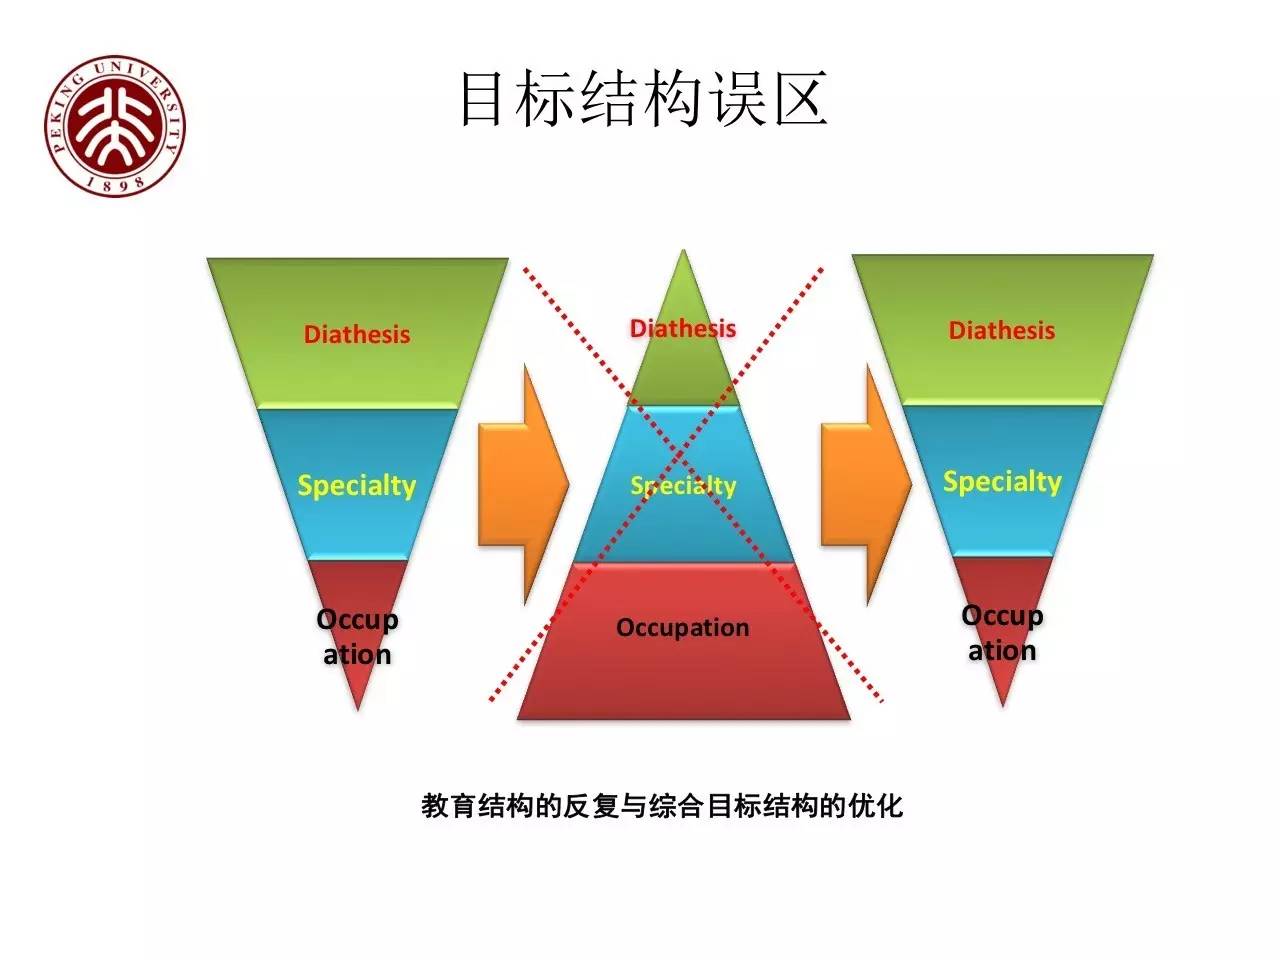 目标结构误区
PEKING UNIVERSITY
1898
Diathesis
Specialty
Occup
ation
Diathesis
Specialty
Occupation
Diathesis
Specialty
Occup
ation
教育结构的反复与综合目标结构的优化